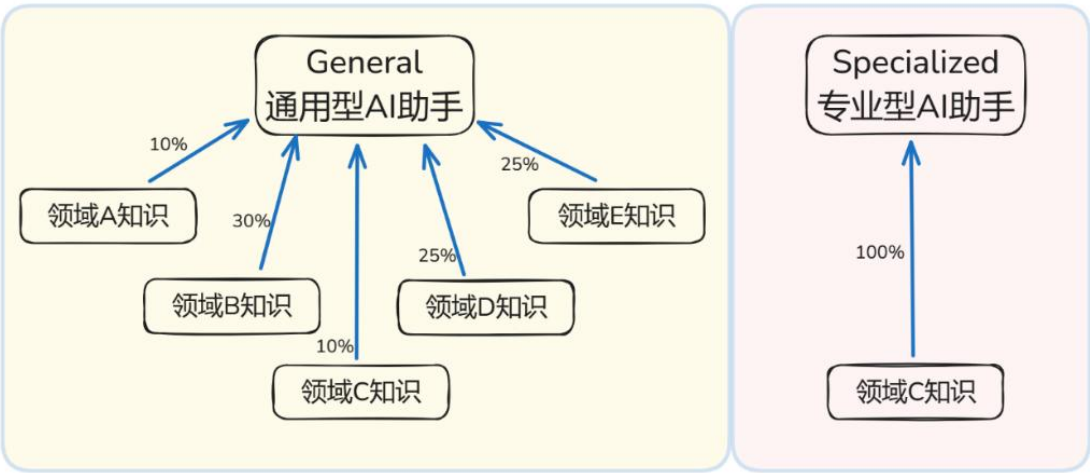 General
通用型AI助手
10%
领域A知识
30%
领域B知识
10%
领域C知识
25%
领域D知识
25%
领域E知识
Specialized
专业型AI助手
100%
领域C知识